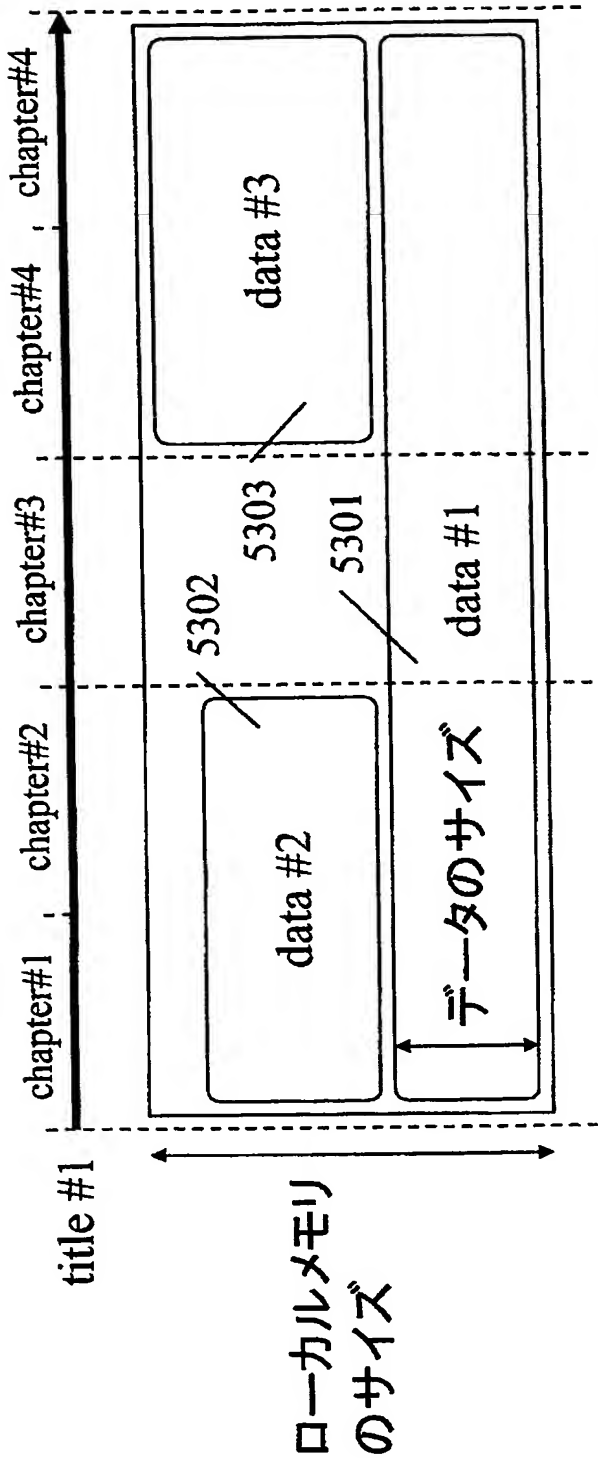 title #1
chapter#1
chapter#2
chapter#3
chapter#4
chapter#4
ローカルメモリ
のサイズ
data #2
5302
5303
data #3
5301
データのサイズ
data #1